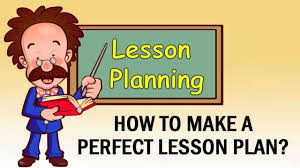 Lesson
Planning
HOW TO MAKE A
PERFECT LESSON PLAN?